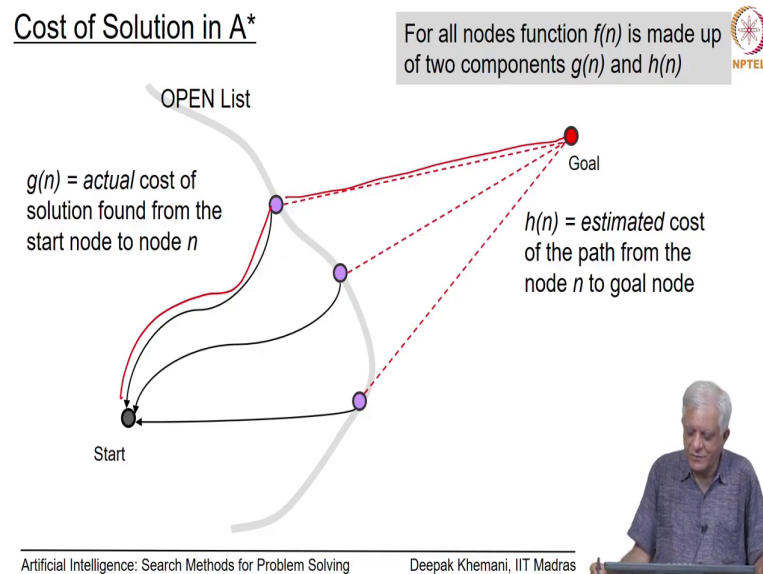 Cost of Solution in A*
For all nodes function f(n) is made up
of two components g(n) and h(n)
NPTEL
OPEN List
Goal
g(n) = actual cost of
solution found from the
start node to node n
h(n) = estimated cost
of the path from the
node n to goal node
Start
Artificial Intelligence: Search Methods for Problem Solving
Deepak Khemani, IIT Madras